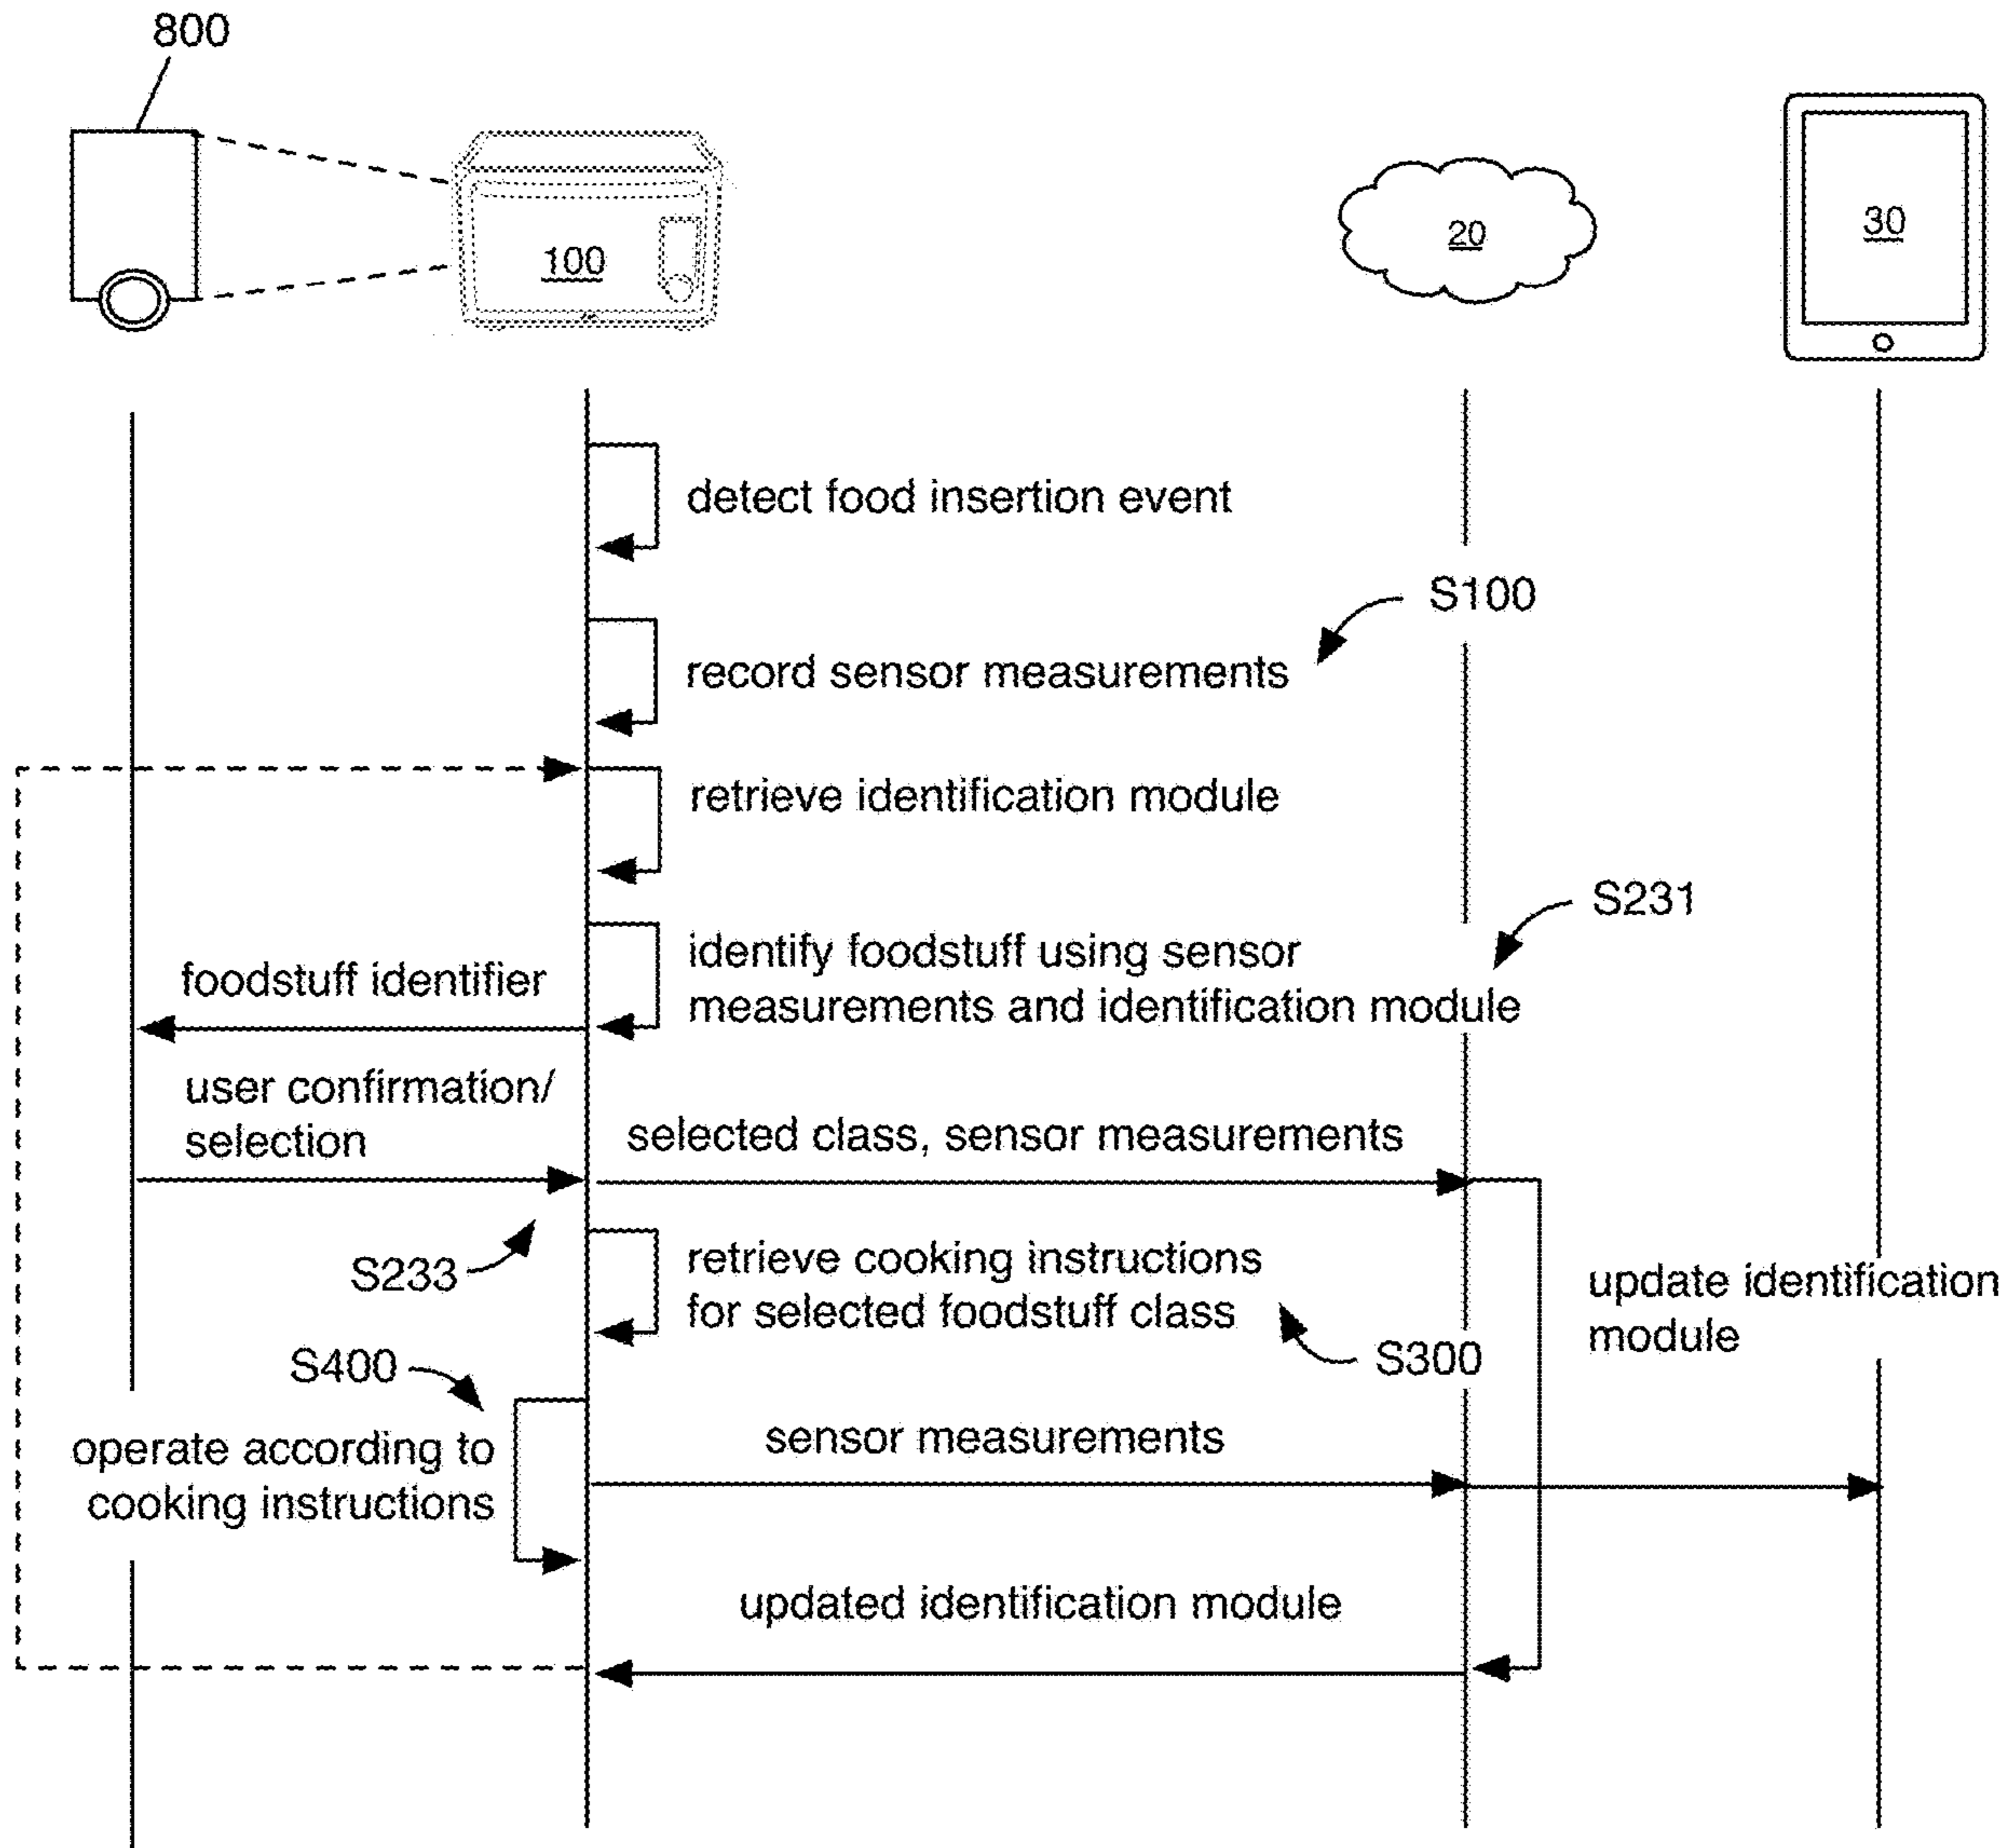 800
100
20
30
detect food insertion event
S100
record sensor measurements
retrieve identification module
S231
identify foodstuff using sensor
measurements and identification module
foodstuff identifier
user confirmation/
selection
selected class, sensor measurements
S233
retrieve cooking instructions
for selected foodstuff class
update identification
module
S300
S400
operate according to
cooking instructions
sensor measurements
updated identification module